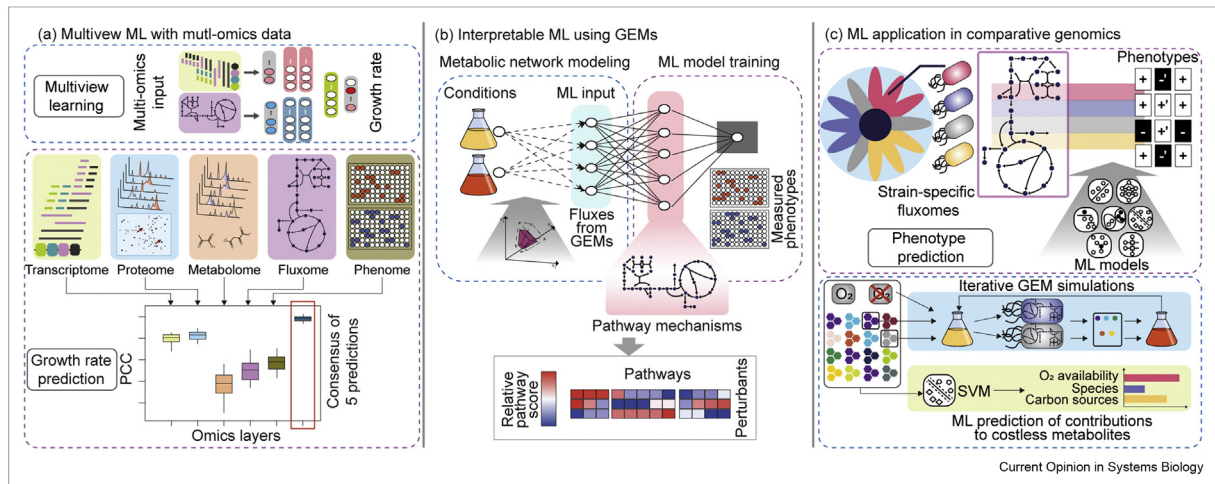 (a) Multivew ML with mutl-omics data
Multiview
learning
Multi-omics
input
Growth rate
Transcriptome
Proteome
Metabolome
Fluxome
Phenome
Growth rate
prediction
PCC
Omics layers
Consensus of
5 predictions
(b) Interpretable ML using GEMs
Metabolic network modeling
ML model training
Conditions
ML input
Fluxes
from
GEMs
Measured
phenotypes
Pathway mechanisms
Pathways
Relative
pathway
score
Perturbants
(c) ML application in comparative genomics
Phenotypes
Strain-specific
fluxomes
Phenotype
prediction
ML models
O₂
O₂
Iterative GEM simulations
SVM
O₂ availability
Species
Carbon sources
ML prediction of contributions
to costless metabolites
Current Opinion in Systems Biology